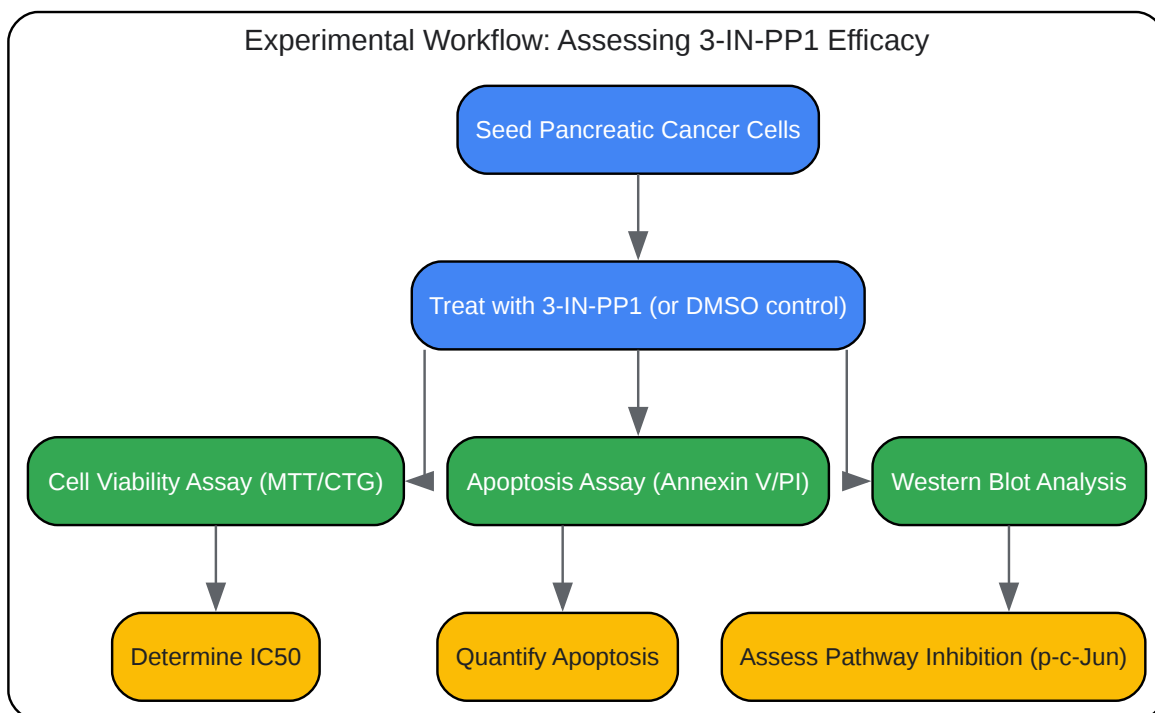 Experimental Workflow: Assessing 3-IN-PP1 Efficacy
Seed Pancreatic Cancer Cells
Treat with 3-IN-PP1 (or DMSO control)
Cell Viability Assay (MTT/CTG)
Apoptosis Assay (Annexin V/PI)
Western Blot Analysis
Determine IC50
Quantify Apoptosis
Assess Pathway Inhibition (p-c-Jun)